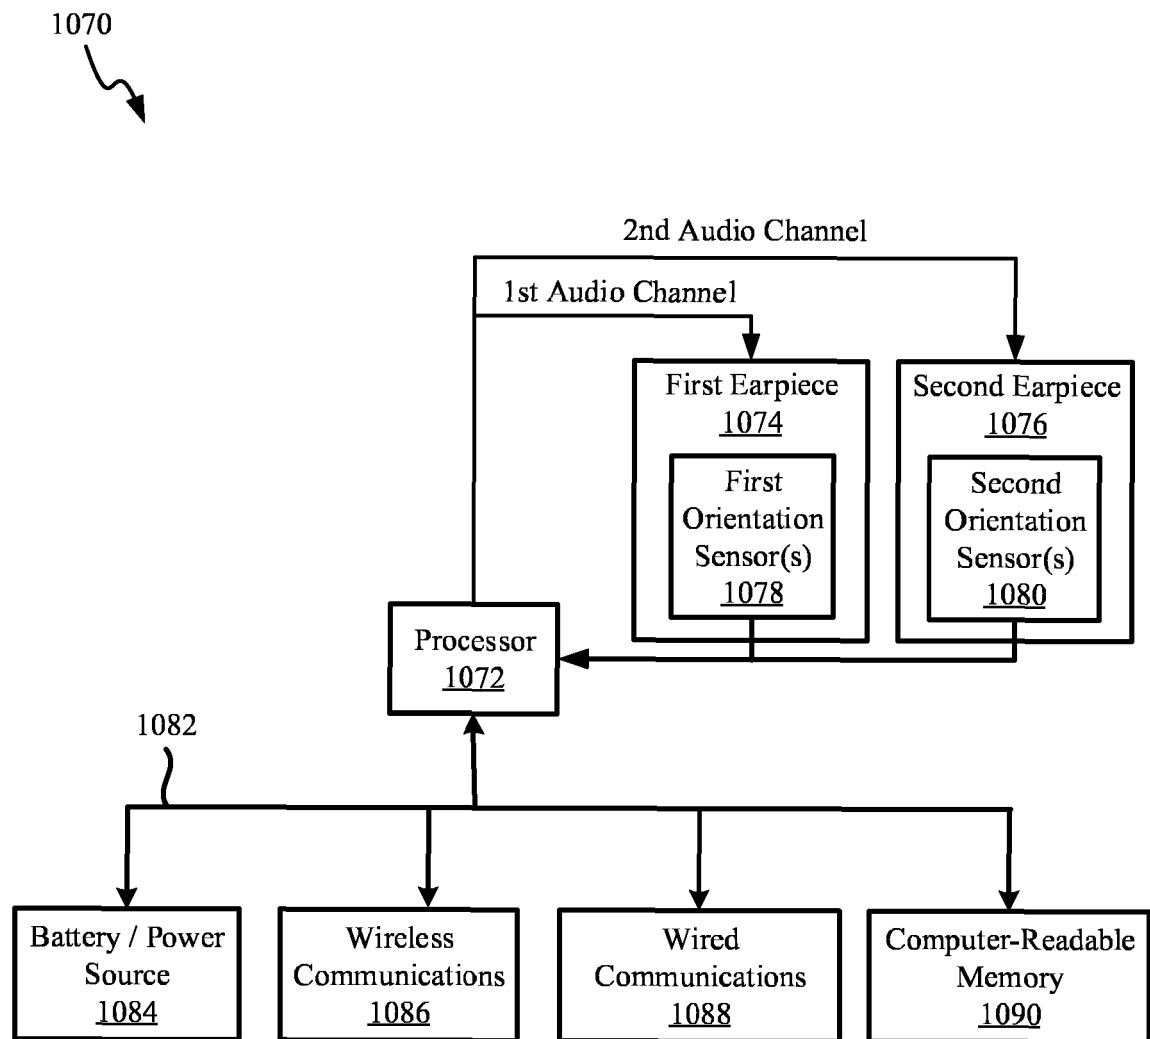 1070
2nd Audio Channel
1st Audio Channel
First Earpiece
1074
Second Earpiece
1076
First
Orientation
Sensor(s)
1078
Second
Orientation
Sensor(s)
1080
Processor
1072
1082
Battery / Power
Source
1084
Wireless
Communications
1086
Wired
Communications
1088
Computer-Readable
Memory
1090